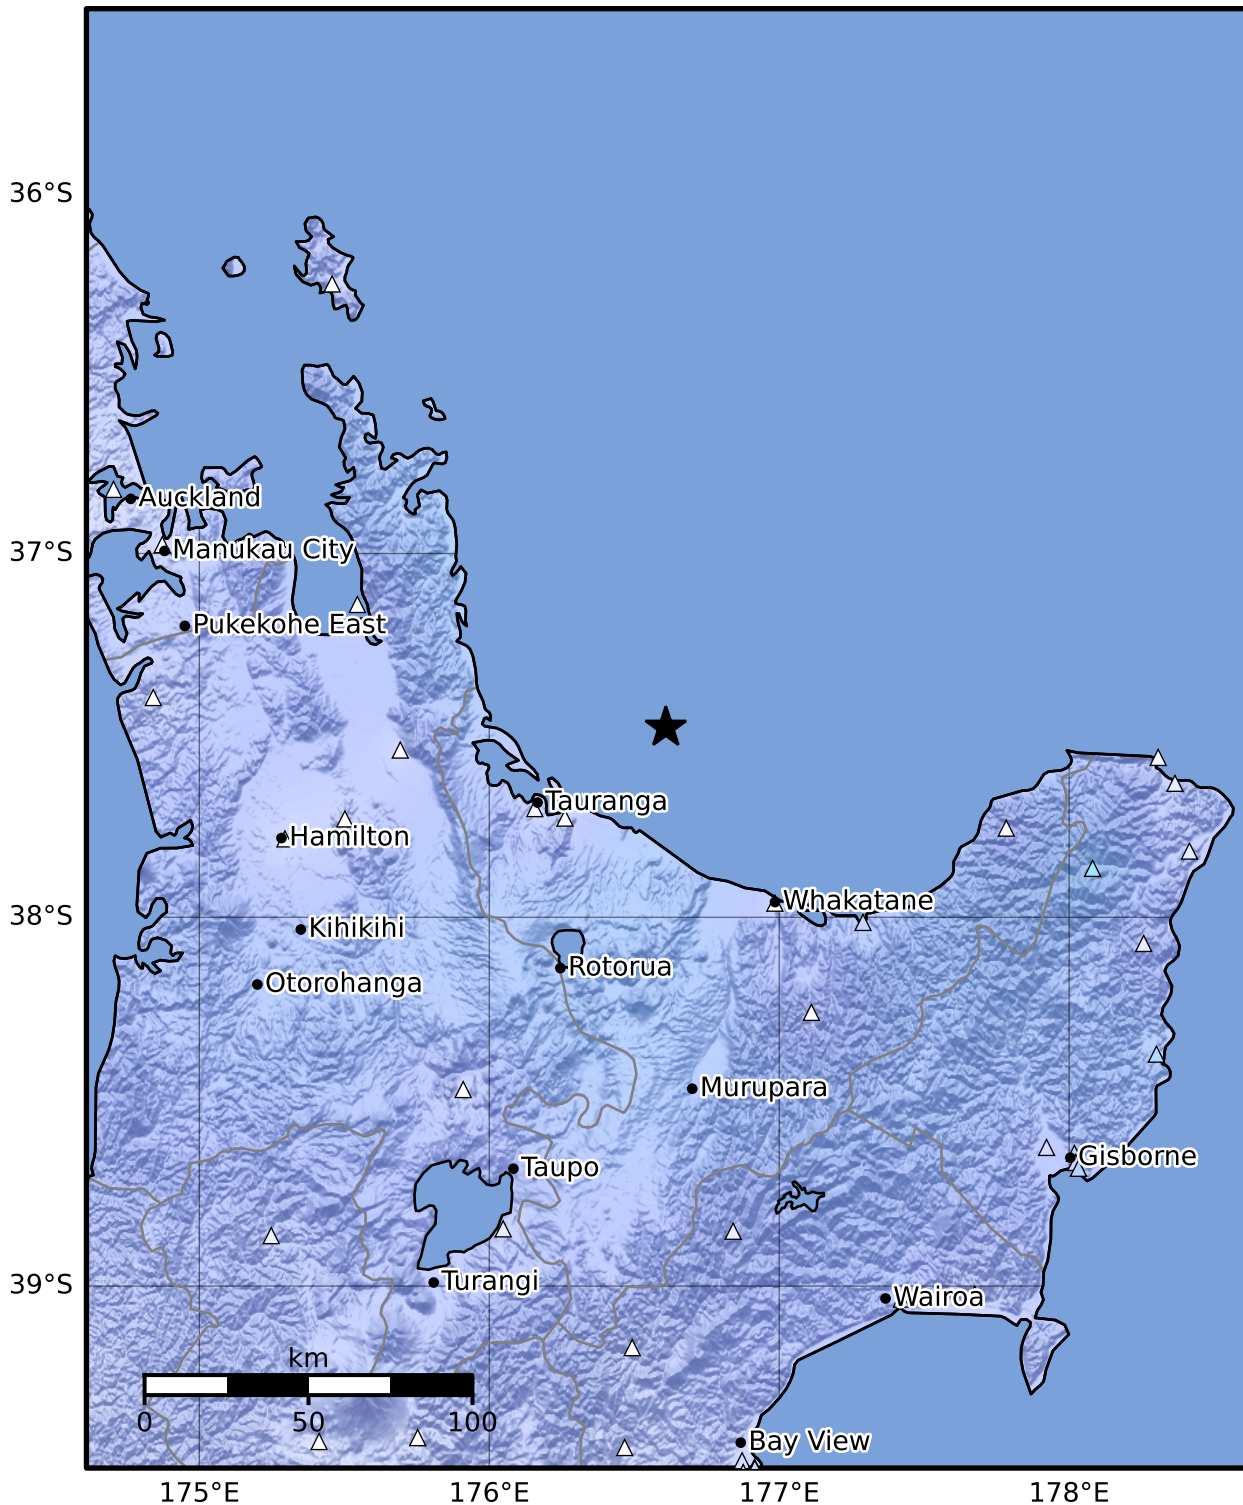 36°S
Auckland
37°S
Manukau City
Pukekohe East
Tauranga
Hamilton
38°S
Whakatane
Kihikihi
Rotorua
Otorohanga
Murupara
Gisborne
Taupo
39°S
Turangi
Wairoa
km
0 50 100
Bay View
175°E 176°E 177°E 178°E